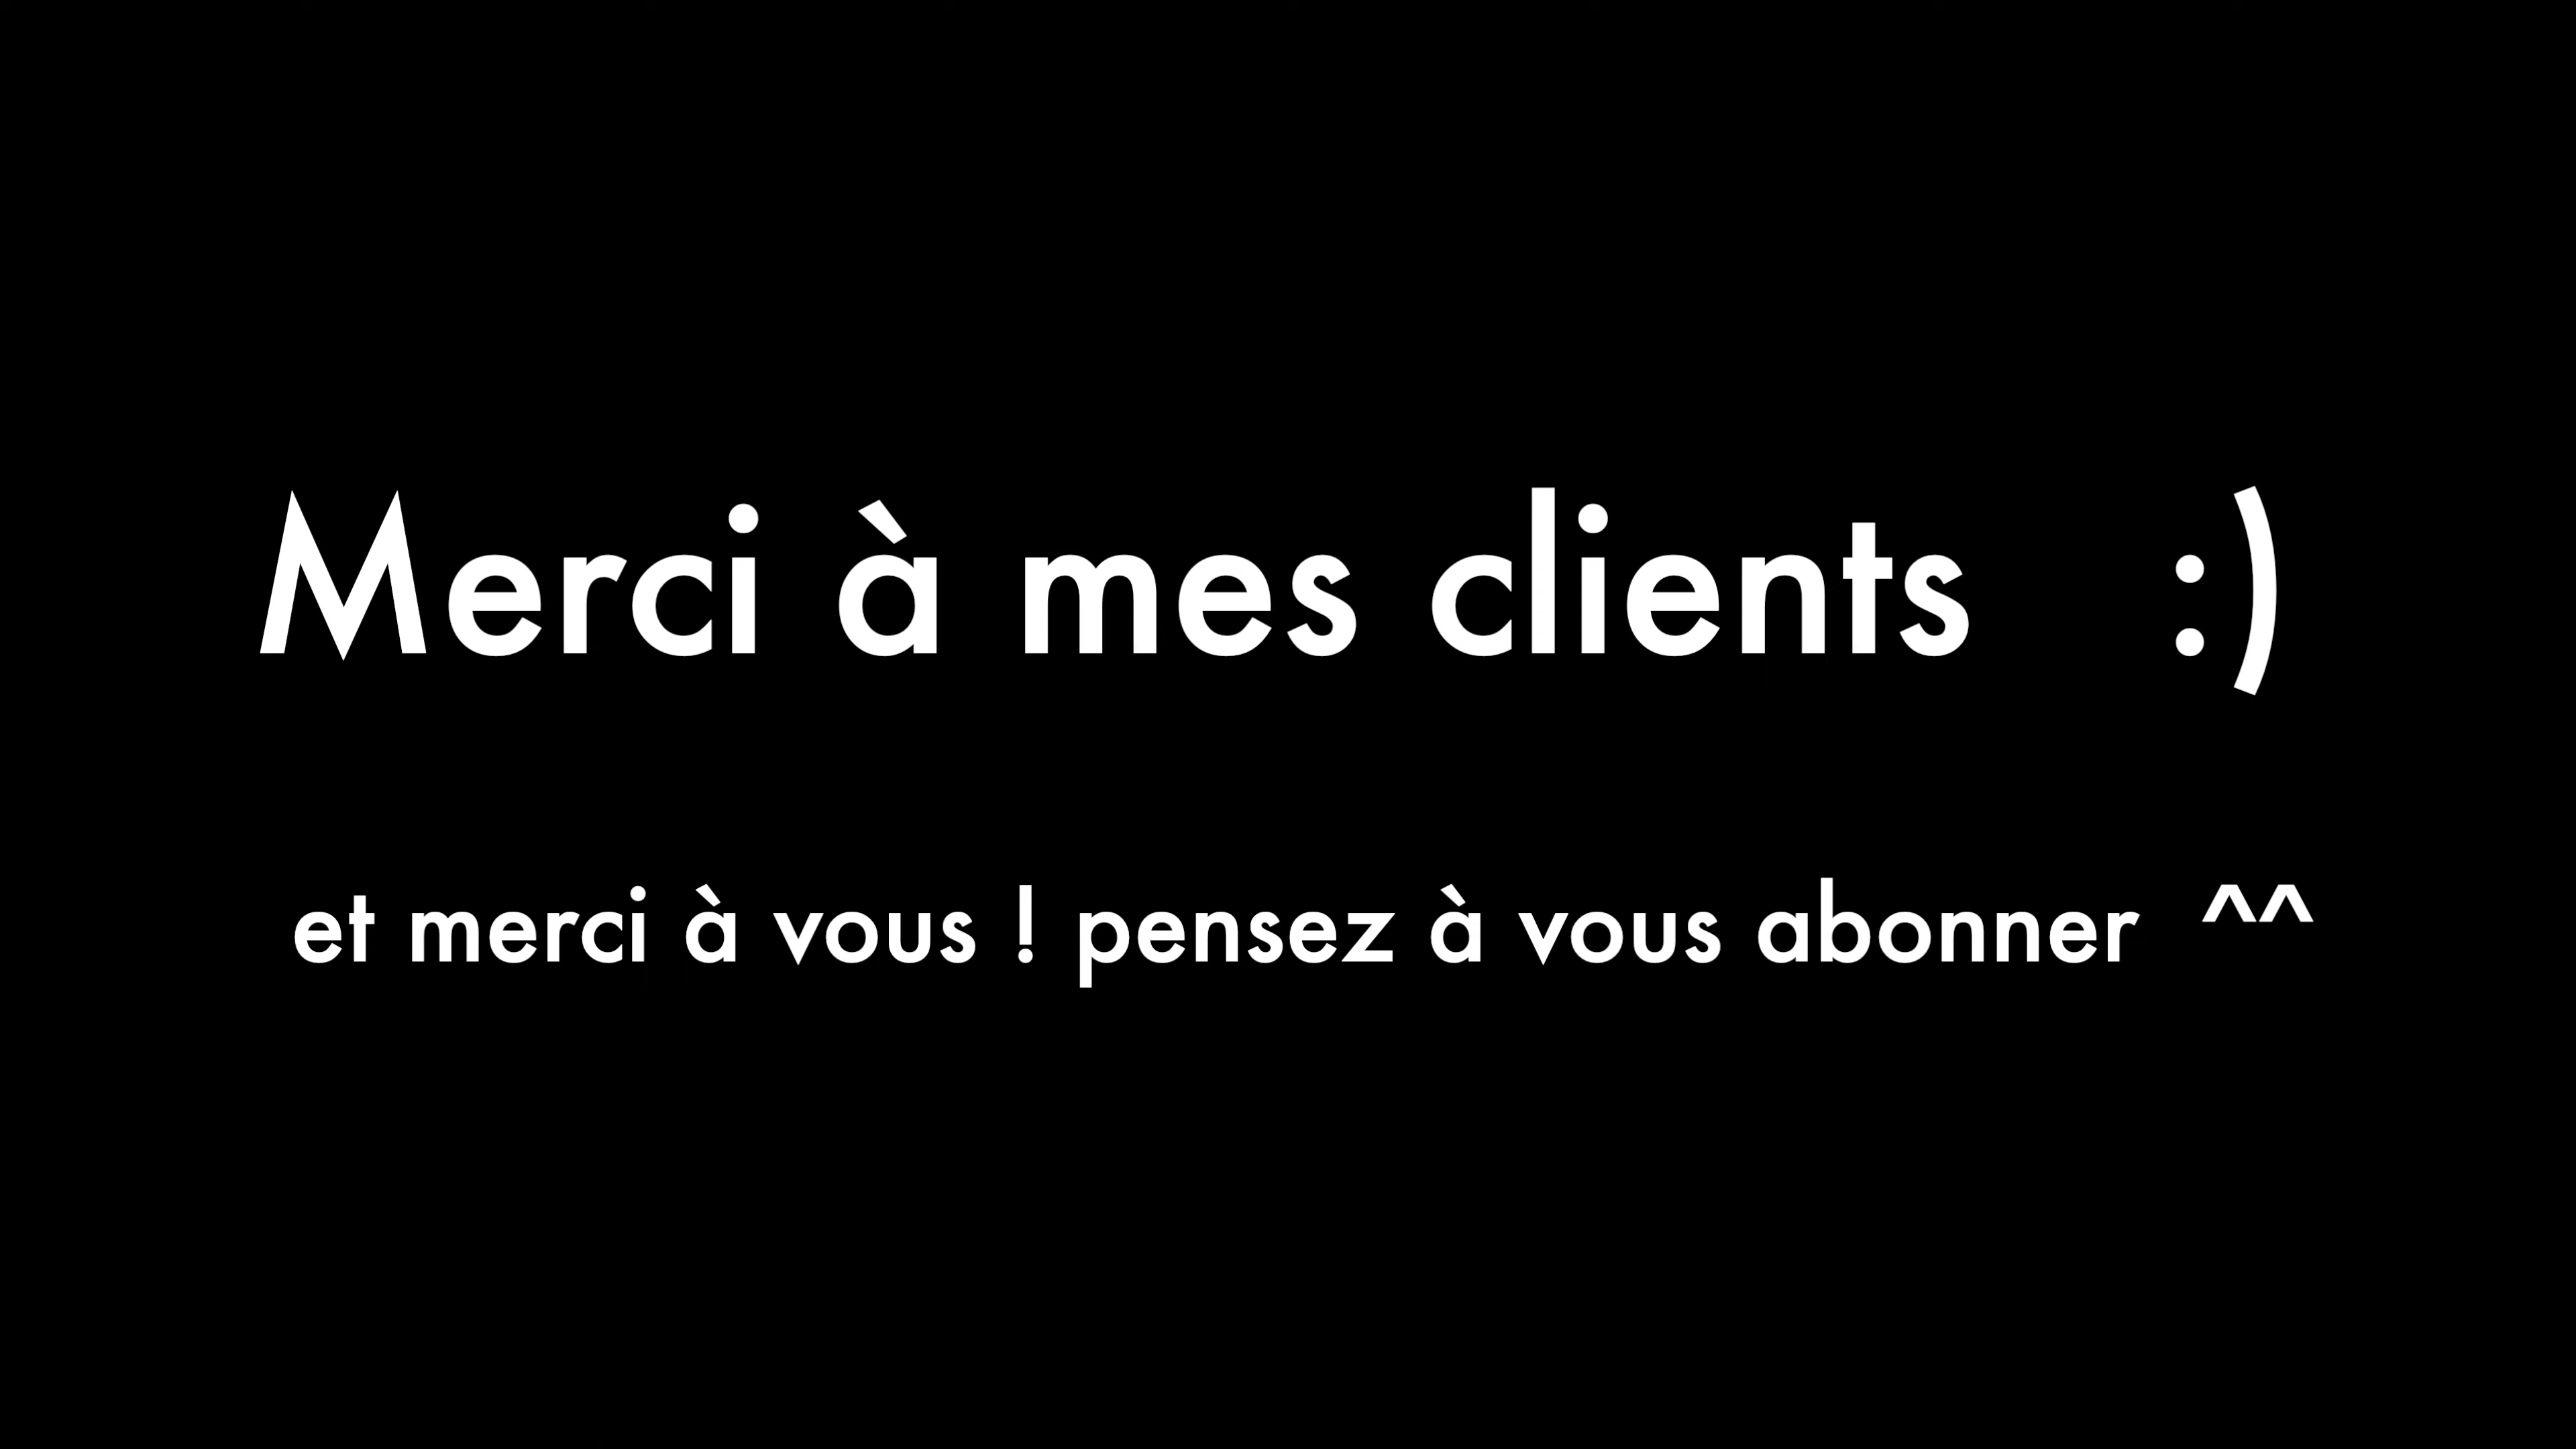 Merci à mes clients :)
et merci à vous ! pensez à vous abonner ^^